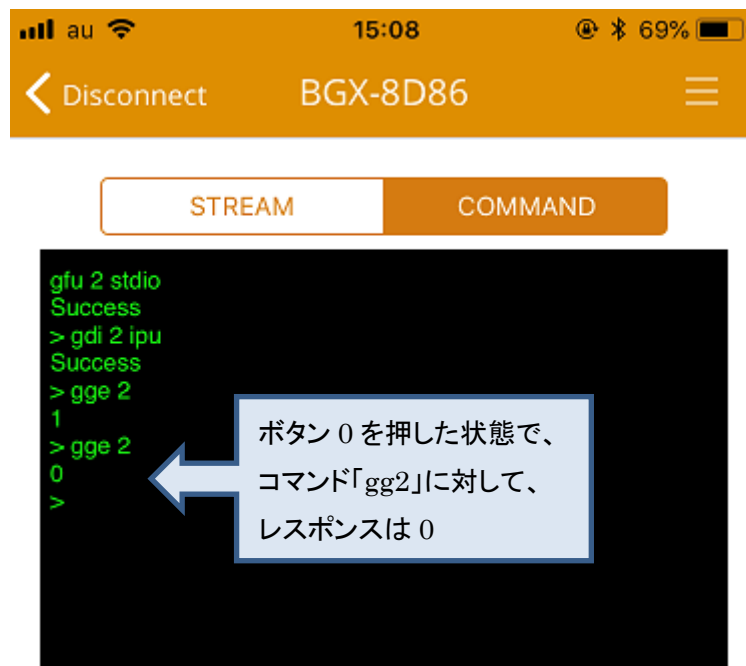 au 15:08 69%
Disconnect BGX-8D86
STREAM COMMAND
gfu 2 stdio
Success
> gdi 2 ipu
Success
> gge 2
1
> gge 2
0
>
ボタン 0 を押した状態で、
コマンド「gg2」に対して、
レスポンスは 0